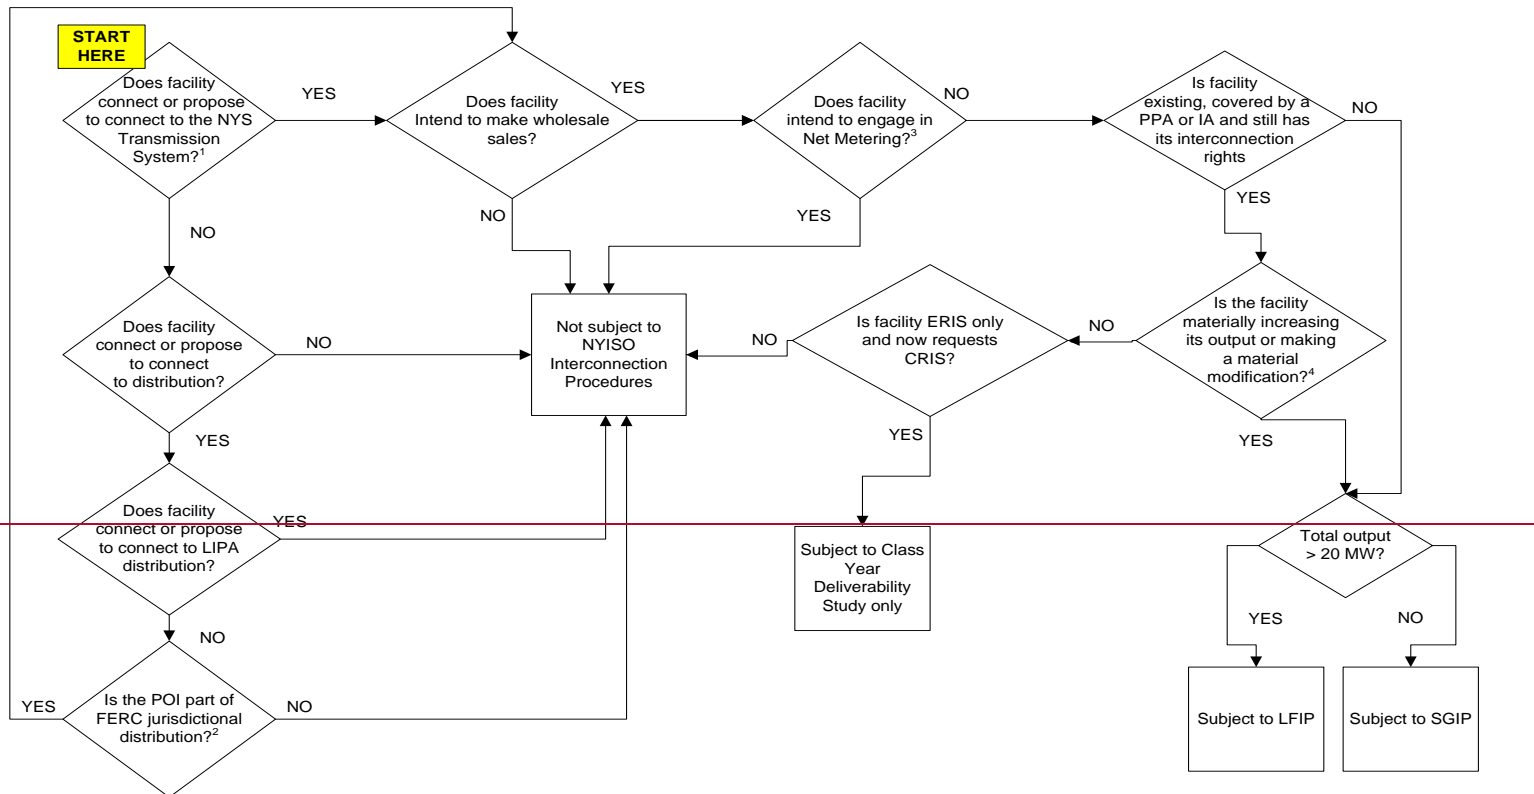 START
HERE
Does facility
connect or propose
to connect to the NYS
Transmission
System?1
YES
Does facility
Intend to make wholesale
sales?
YES
Does facility
intend to engage in
Net Metering?3
NO
Is facility
existing, covered by a
PPA or IA and still has
its interconnection
rights
NO
NO
NO
YES
YES
Does facility
connect or propose
to connect
to distribution?
NO
Not subject to
NYISO
Interconnection
Procedures
NO
Is facility ERIS only
and now requests
CRIS?
NO
Is the facility
materially increasing
its output or making
a material
modification?4
YES
YES
YES
Does facility
connect or propose
to connect to LIPA
distribution?
YES
Subject to Class
Year
Deliverability
Study only
Total output
> 20 MW?
NO
YES
NO
YES
Is the POI part of
FERC jurisdictional
distribution?2
NO
Subject to LFIP
Subject to SGIP